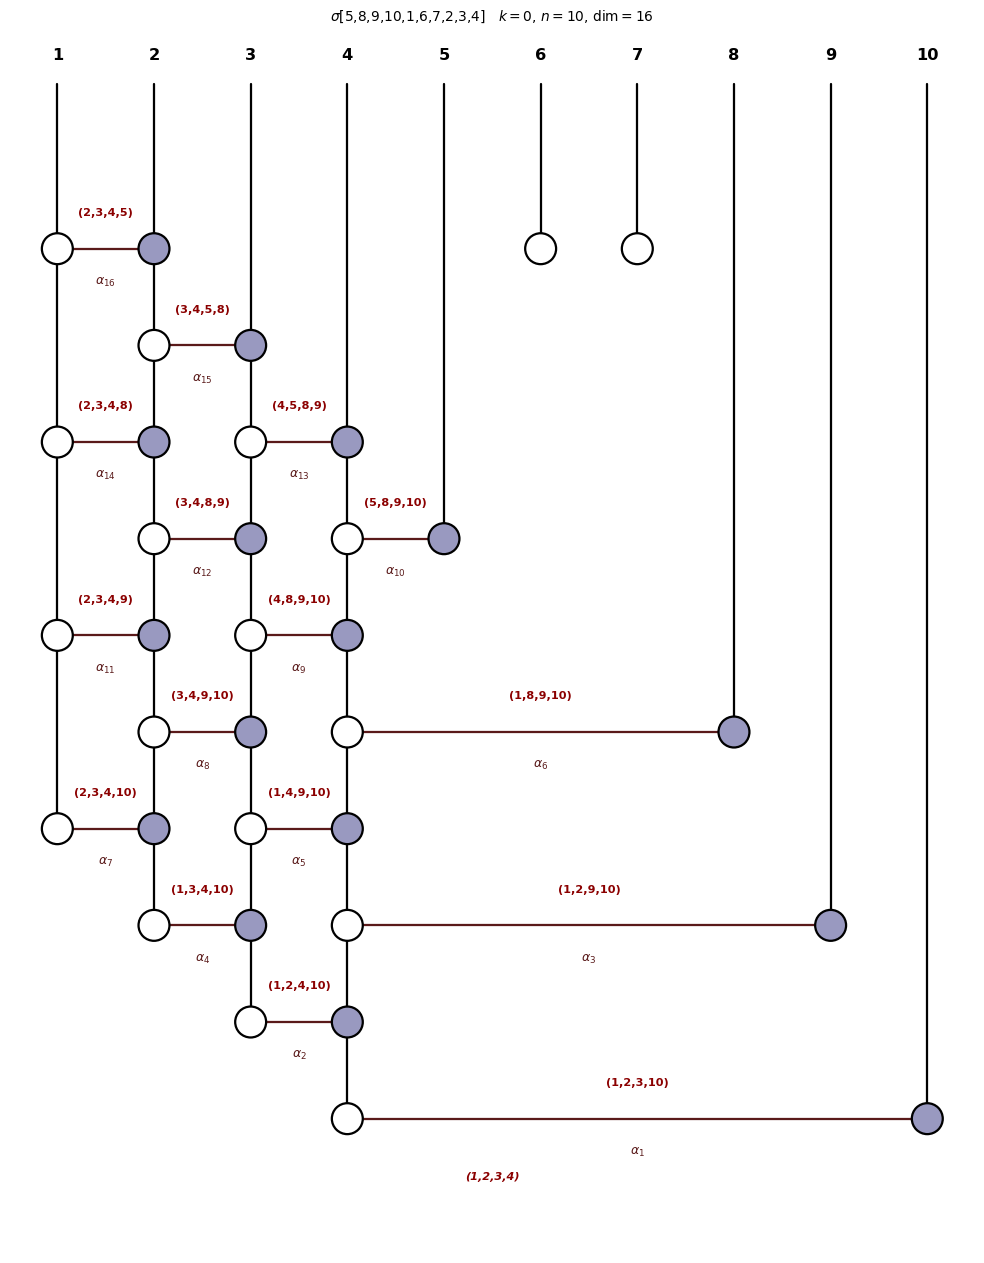 σ[5,8,9,10,1,6,7,2,3,4]   k=0, n=10, dim=16
1 2 3 4 5 6 7 8 9 10
(2,3,4,5)
α₁₆
(3,4,5,8)
α₁₅
(2,3,4,8) (4,5,8,9)
α₁₄ α₁₃
(3,4,8,9) (5,8,9,10)
α₁₂ α₁₀
(2,3,4,9) (4,8,9,10)
α₁₁ α₉
(3,4,9,10) (1,8,9,10)
α₈ α₆
(2,3,4,10) (1,4,9,10)
α₇ α₅
(1,3,4,10) (1,2,9,10)
α₄ α₃
(1,2,4,10)
α₂
(1,2,3,10)
α₁
(1,2,3,4)